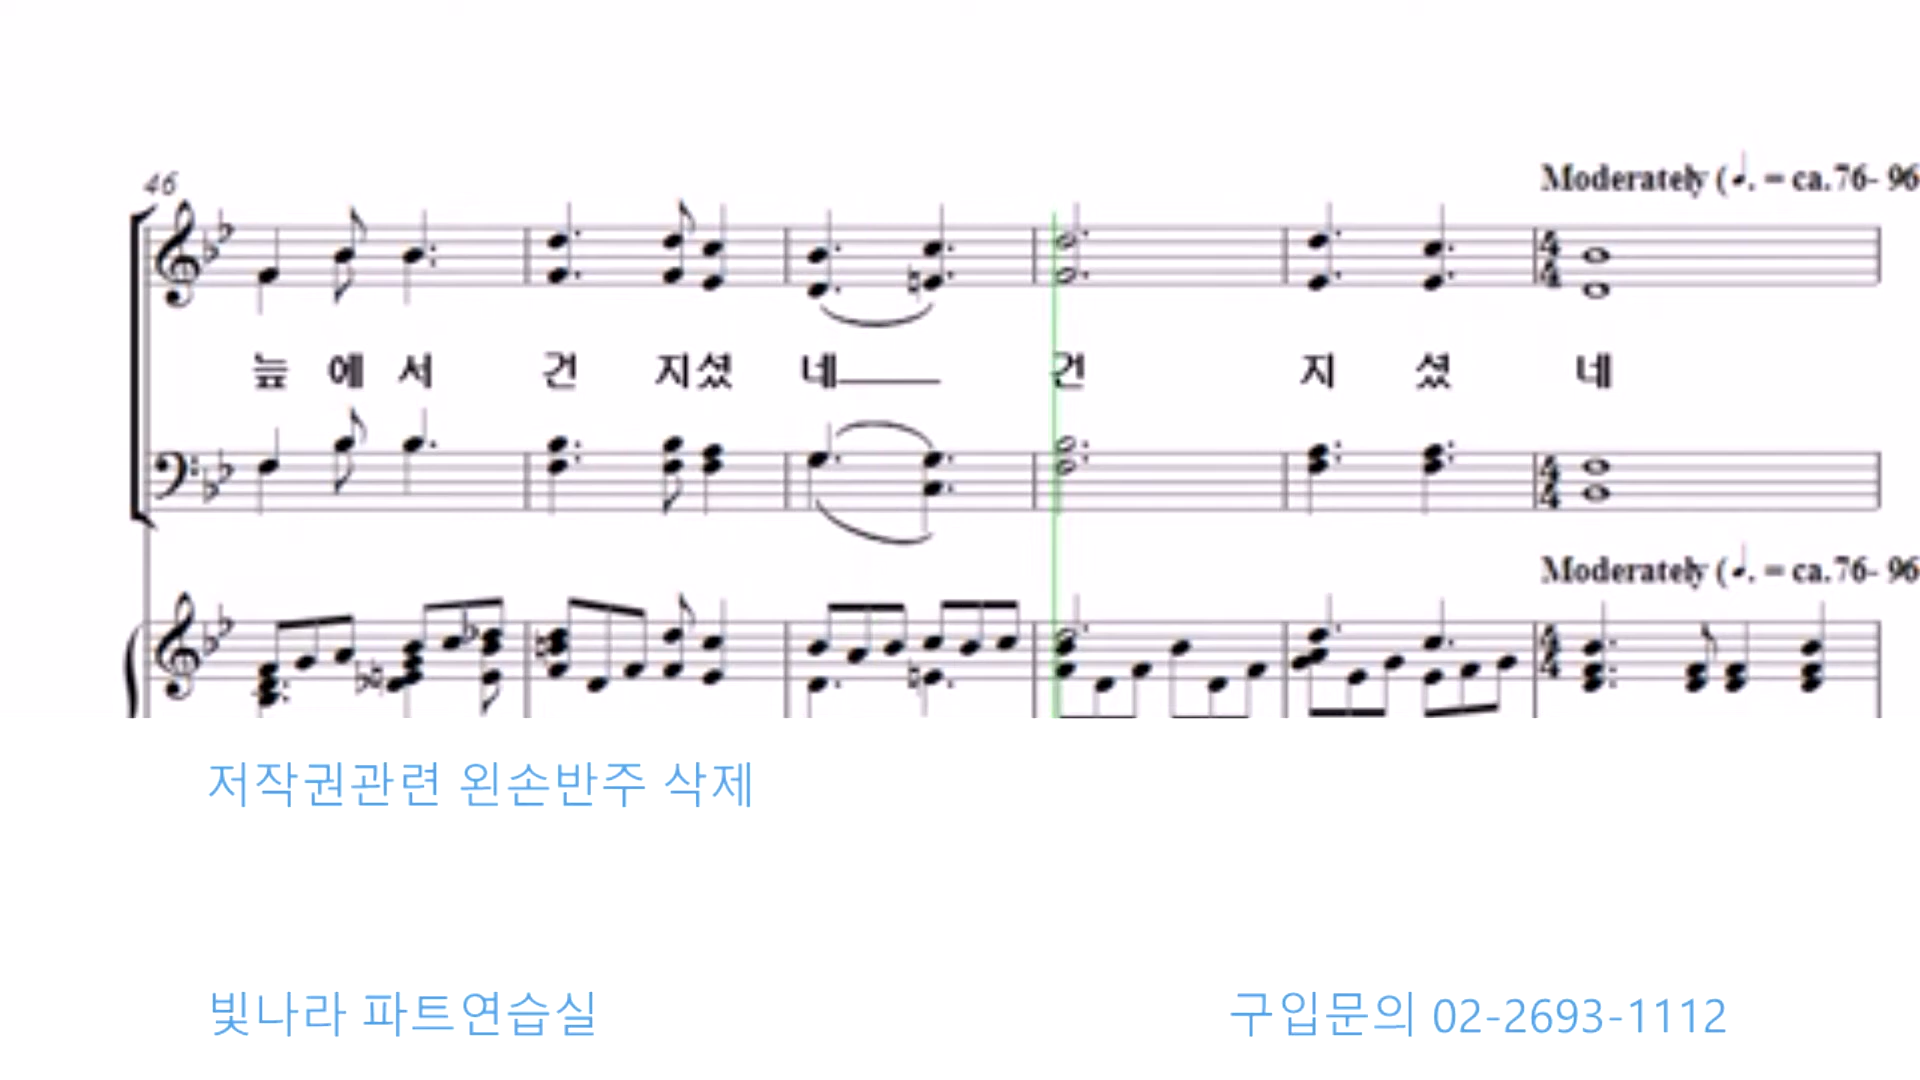 46
Moderately (♩. = ca.76- 96
늪 에 서 건 지셨 네 건 지 셨 네
Moderately (♩. = ca.76- 96
저작권관련 왼손반주 삭제
빛나라 파트연습실
구입문의 02-2693-1112